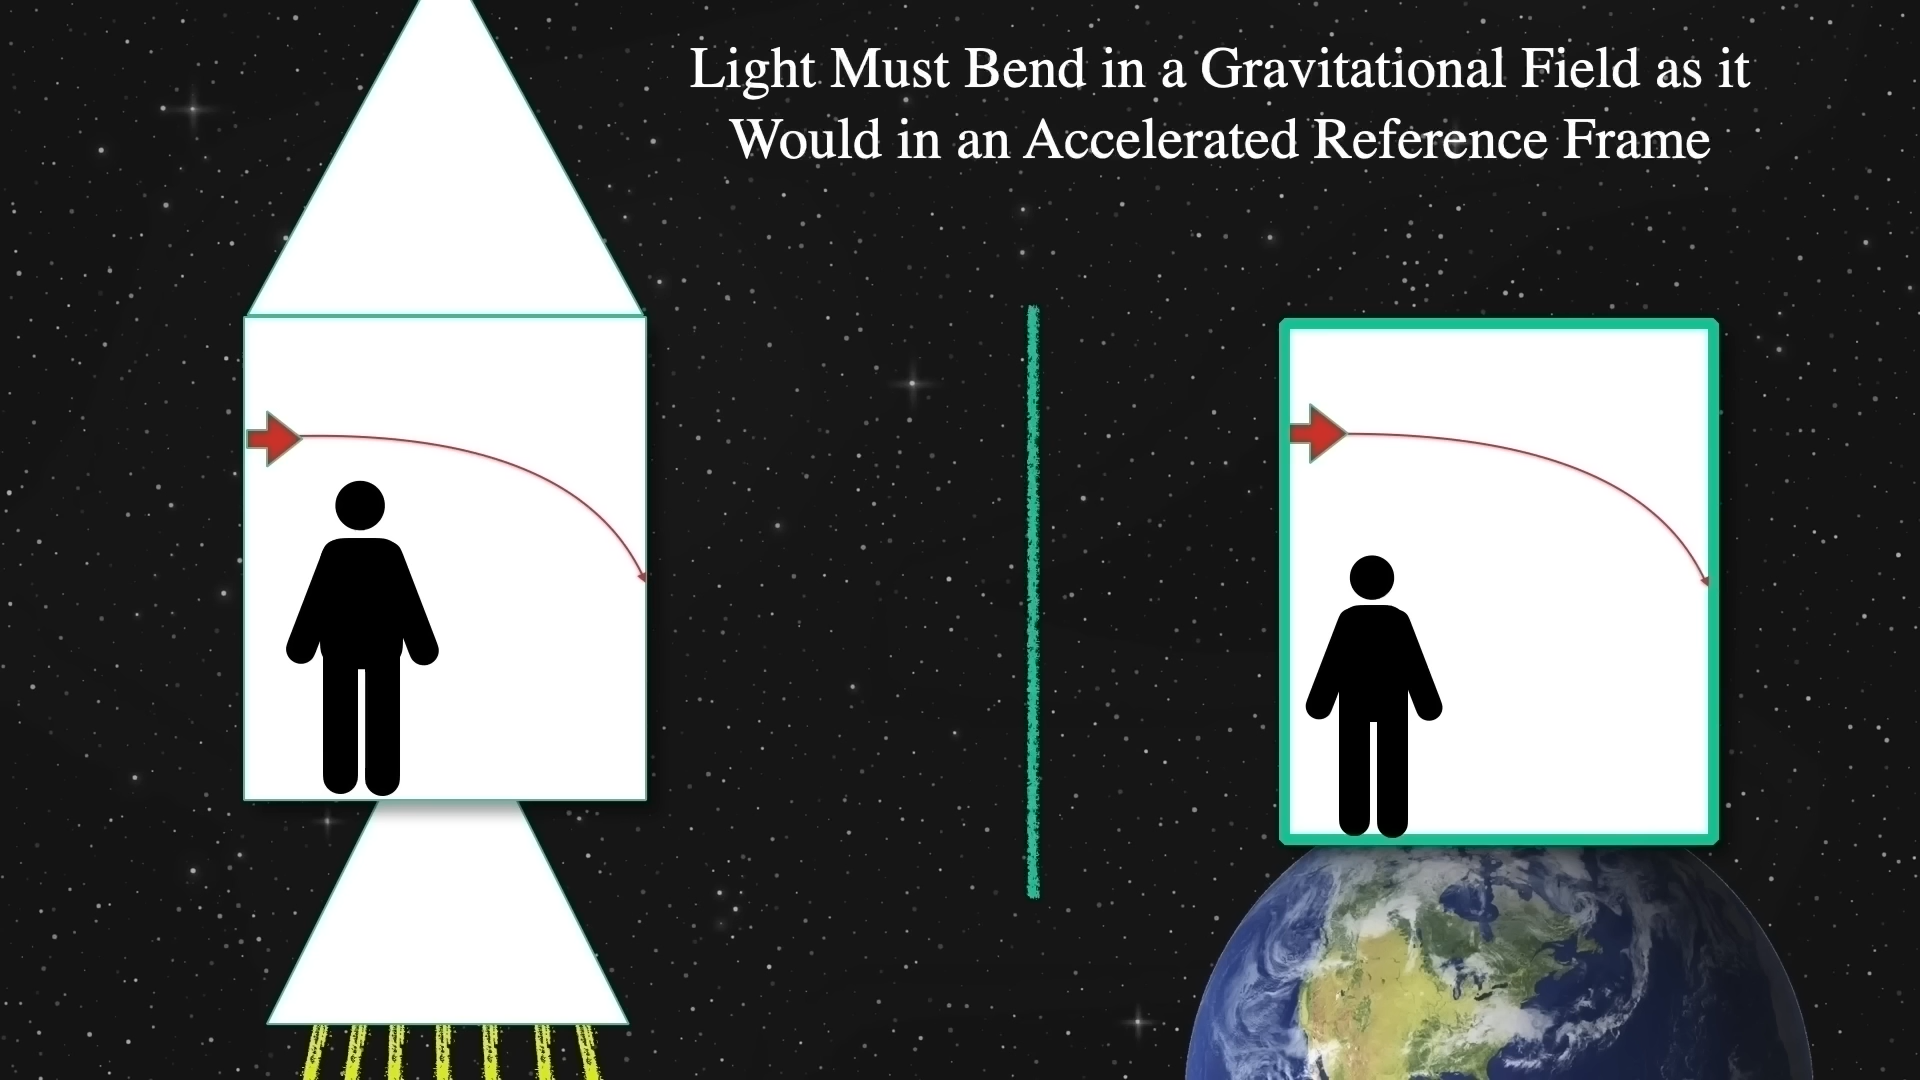 Light Must Bend in a Gravitational Field as it
Would in an Accelerated Reference Frame